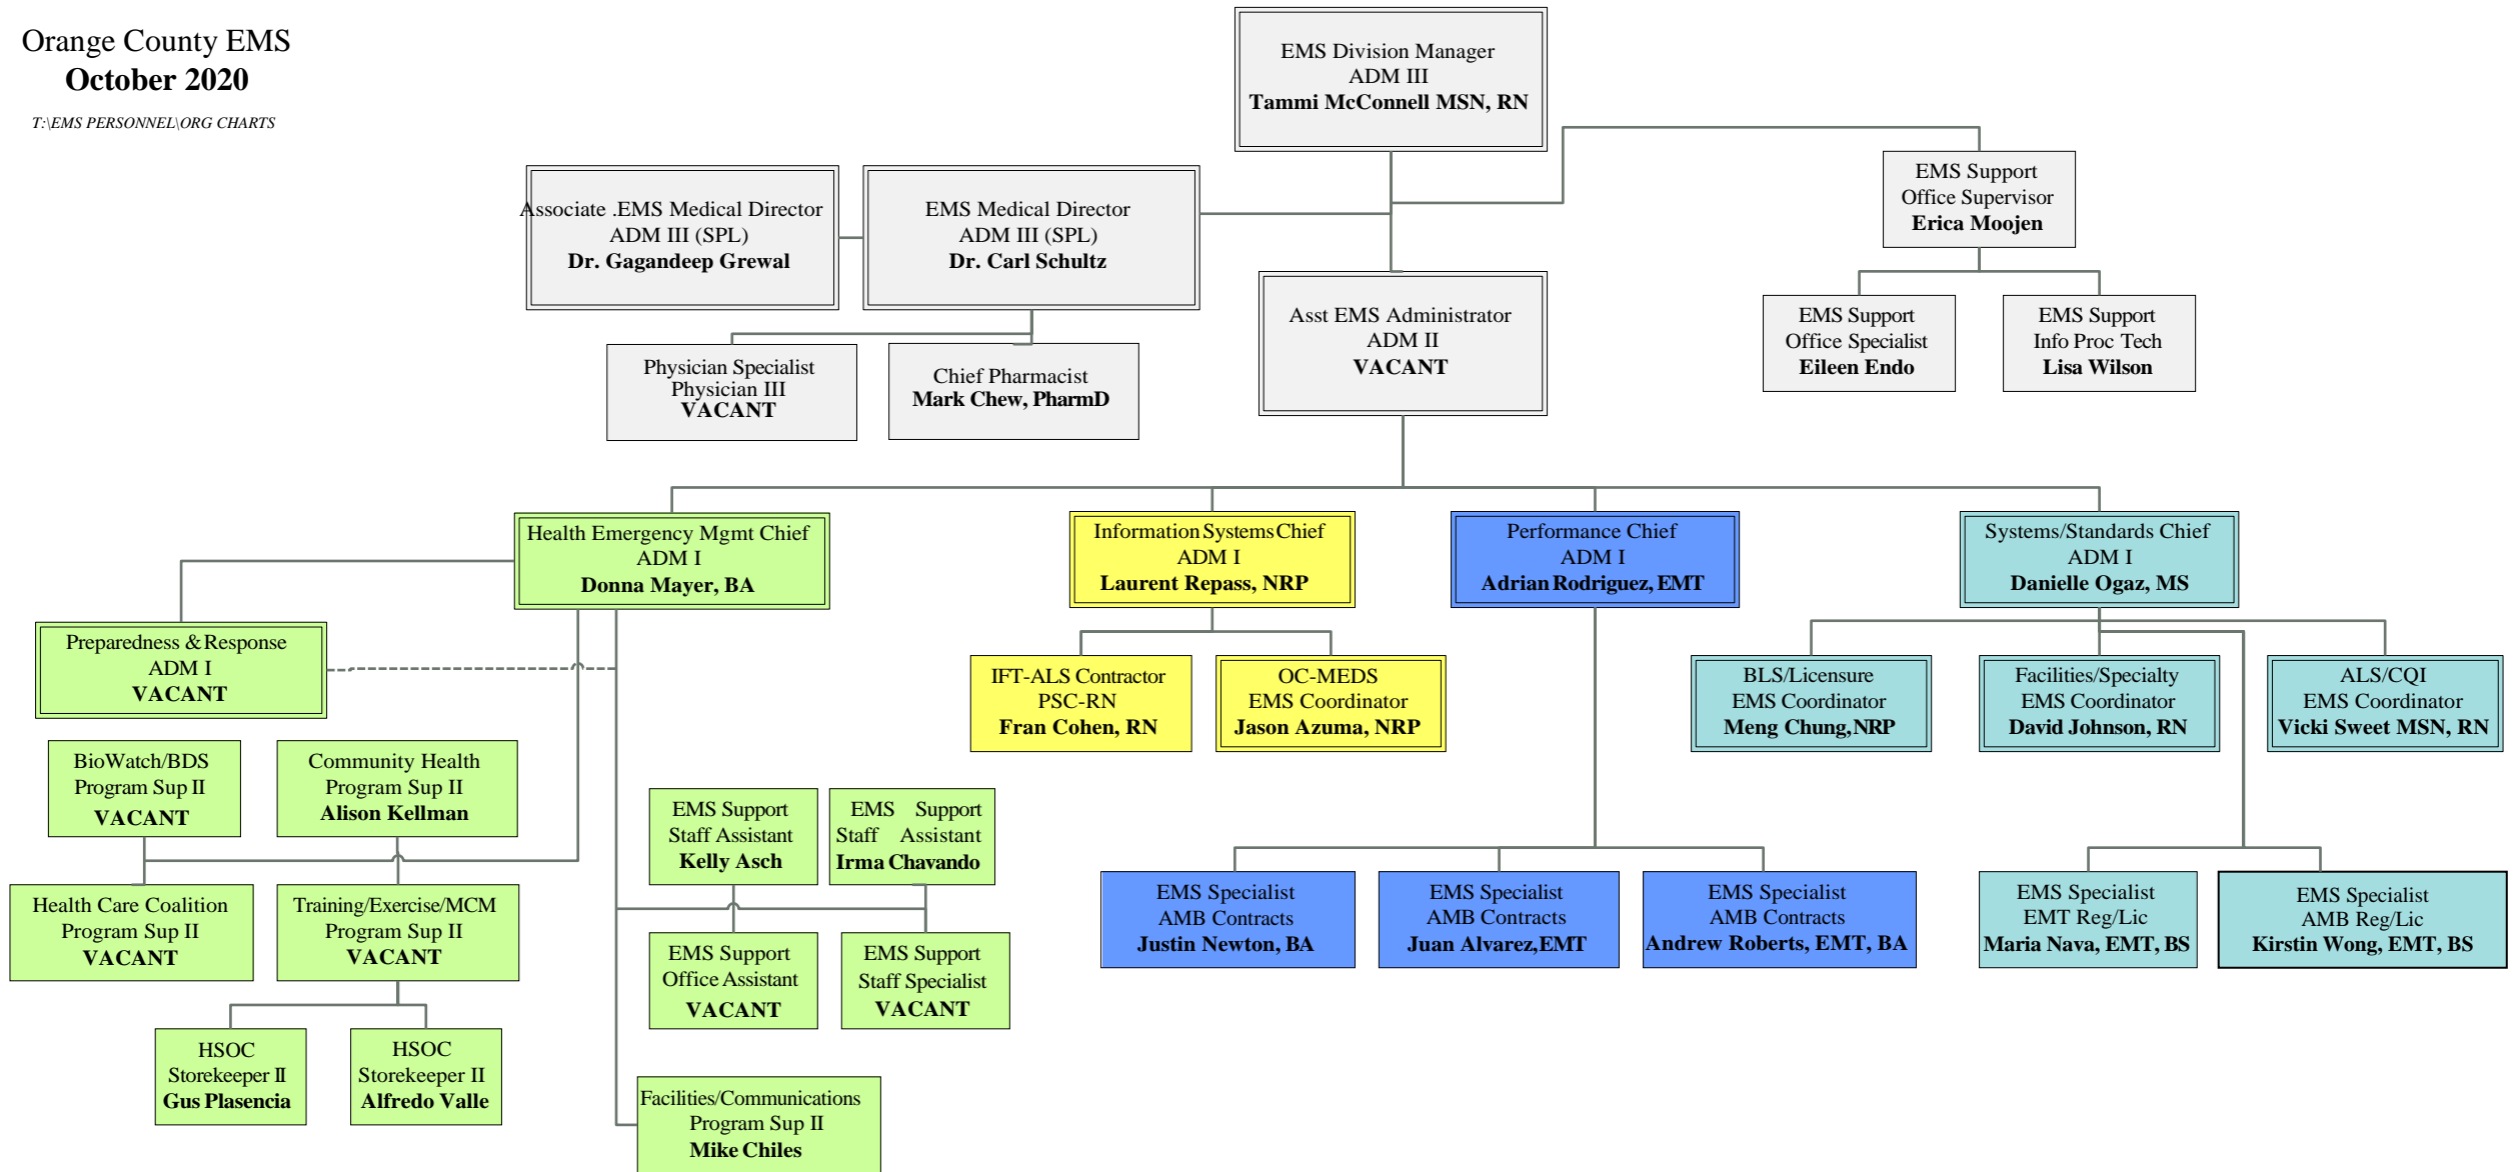 Orange County EMS
October 2020
T:\EMS PERSONNEL\ORG CHARTS
EMS Division Manager
ADM III
Tammi McConnell MSN, RN
Associate .EMS Medical Director
ADM III (SPL)
Dr. Gagandeep Grewal
EMS Medical Director
ADM III (SPL)
Dr. Carl Schultz
EMS Support
Office Supervisor
Erica Moojen
Asst EMS Administrator
ADM II
VACANT
EMS Support
Office Specialist
Eileen Endo
EMS Support
Info Proc Tech
Lisa Wilson
Physician Specialist
Physician III
VACANT
Chief Pharmacist
Mark Chew, PharmD
Health Emergency Mgmt Chief
ADM I
Donna Mayer, BA
Information Systems Chief
ADM I
Laurent Repass, NRP
Performance Chief
ADM I
Adrian Rodriguez, EMT
Systems/Standards Chief
ADM I
Danielle Ogaz, MS
Preparedness & Response
ADM I
VACANT
IFT-ALS Contractor
PSC-RN
Fran Cohen, RN
OC-MEDS
EMS Coordinator
Jason Azuma, NRP
BLS/Licensure
EMS Coordinator
Meng Chung, NRP
Facilities/Specialty
EMS Coordinator
David Johnson, RN
ALS/CQI
EMS Coordinator
Vicki Sweet MSN, RN
BioWatch/BDS
Program Sup II
VACANT
Community Health
Program Sup II
Alison Kellman
EMS Support
Staff Assistant
Kelly Asch
EMS Support
Staff Assistant
Irma Chavando
Health Care Coalition
Program Sup II
VACANT
Training/Exercise/MCM
Program Sup II
VACANT
EMS Support
Office Assistant
VACANT
EMS Support
Staff Specialist
VACANT
EMS Specialist
AMB Contracts
Justin Newton, BA
EMS Specialist
AMB Contracts
Juan Alvarez, EMT
EMS Specialist
AMB Contracts
Andrew Roberts, EMT, BA
EMS Specialist
EMT Reg/Lic
Maria Nava, EMT, BS
EMS Specialist
AMB Reg/Lic
Kirstin Wong, EMT, BS
HSOC
Storekeeper II
Gus Plasencia
HSOC
Storekeeper II
Alfredo Valle
Facilities/Communications
Program Sup II
Mike Chiles